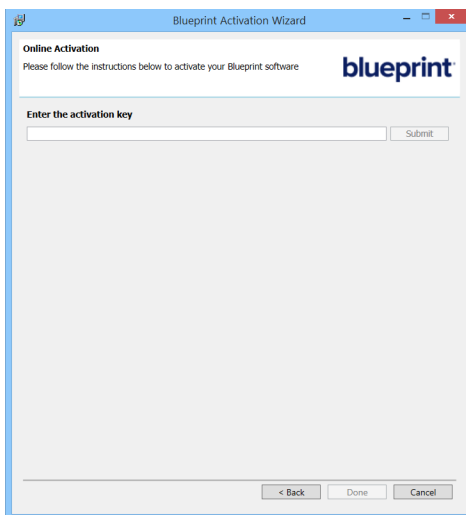 Blueprint Activation Wizard
Online Activation
Please follow the instructions below to activate your Blueprint software
blueprint
Enter the activation key
Submit
< Back Done Cancel